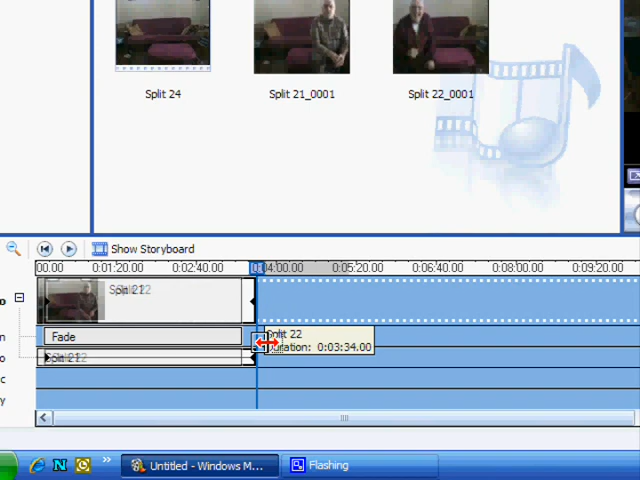 Split 24
Split 21_0001
Split 22_0001
Show Storyboard
00.00
0:01:20.00
0:02:40.00
04:00.00
0:05:20.00
0:06:40.00
0:08:00.00
0:09:20.00
o
n
Fade
Split 22
Duration: 0:03:34.00
o
c
y
Untitled - Windows M...
Flashing